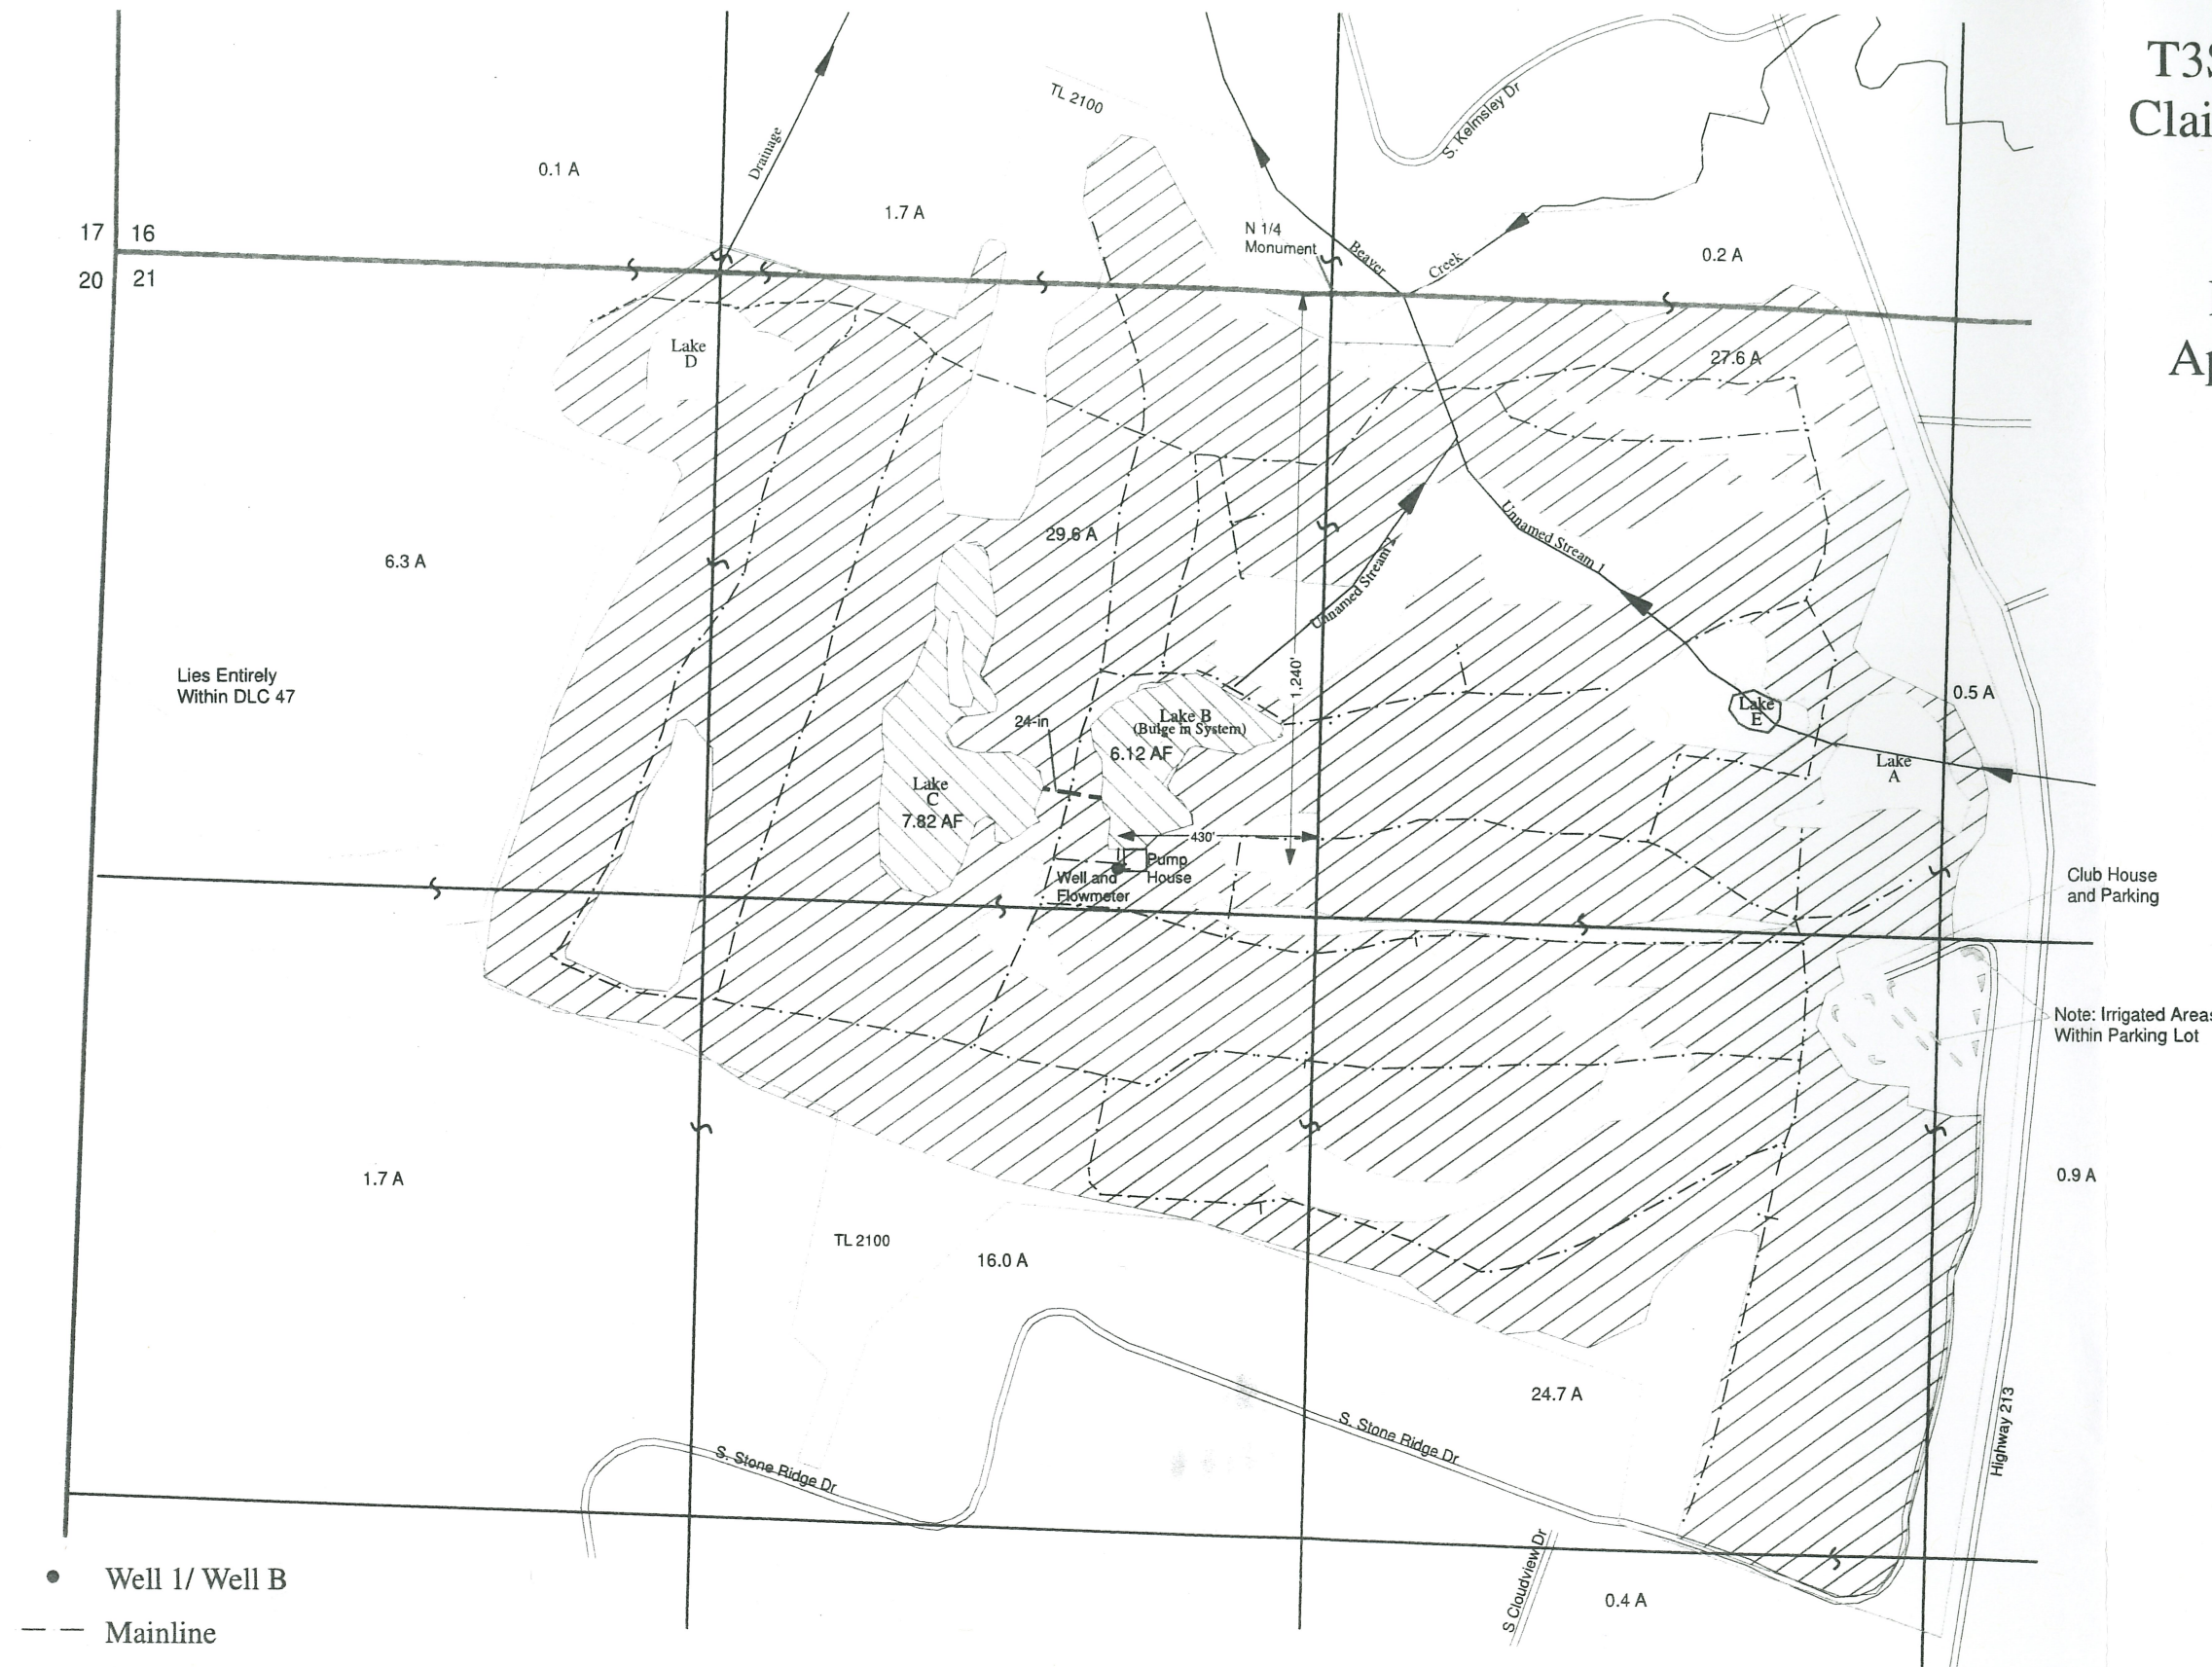 T3S
Clai
Ap
TL 2100
S. Kelmsley Dr
Drainage
0.1 A
1.7 A
17 16
20 21
N 1/4
Monument
Beaver
Creek
0.2 A
Lake
D
27.6 A
29.6 A
6.3 A
Unnamed Stream 1
Unnamed Stream 2
Lies Entirely
Within DLC 47
1,240'
0.5 A
24-in
Lake B
(Bulge in System)
6.12 AF
Lake
E
Lake
A
Lake
C
7.82 AF
430'
Pump
House
Well and
Flowmeter
Club House
and Parking
Note: Irrigated Areas
Within Parking Lot
1.7 A
0.9 A
TL 2100
16.0 A
24.7 A
S. Stone Ridge Dr
S. Stone Ridge Dr
Highway 213
S Cloudview Dr
0.4 A
Well 1/ Well B
Mainline